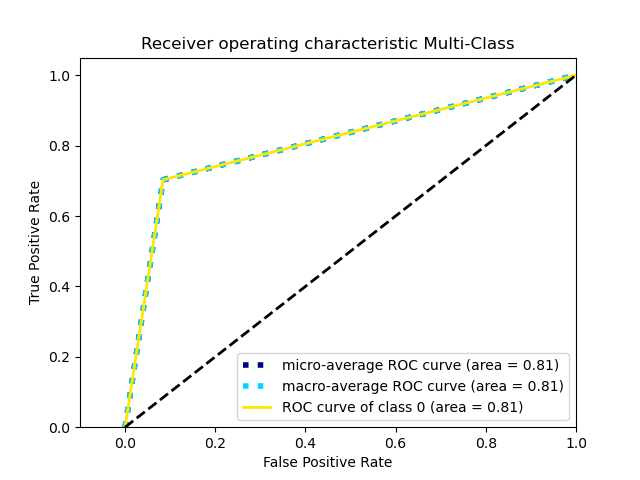 Receiver operating characteristic Multi-Class
True Positive Rate
1.0
0.8
0.6
0.4
0.2
0.0
micro-average ROC curve (area = 0.81)
macro-average ROC curve (area = 0.81)
ROC curve of class 0 (area = 0.81)
0.0 0.2 0.4 0.6 0.8 1.0
False Positive Rate